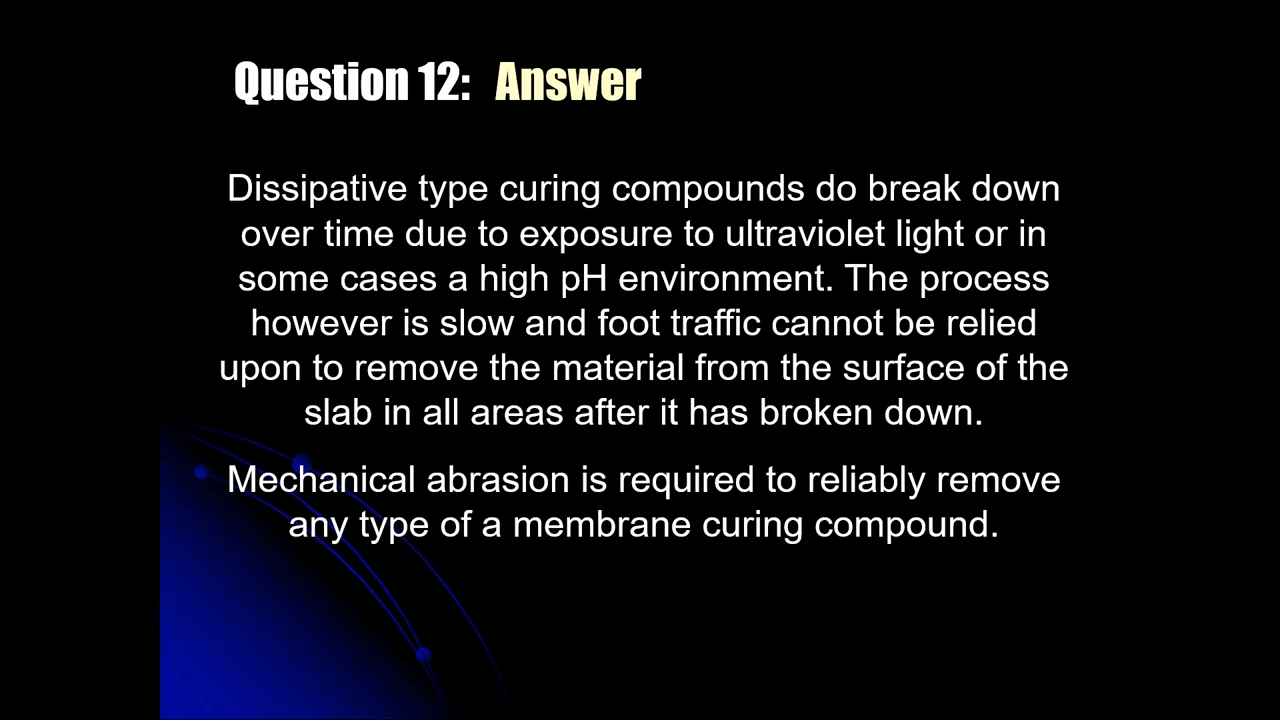 Question 12: Answer
Dissipative type curing compounds do break down
over time due to exposure to ultraviolet light or in
some cases a high pH environment. The process
however is slow and foot traffic cannot be relied
upon to remove the material from the surface of the
slab in all areas after it has broken down.
Mechanical abrasion is required to reliably remove
any type of a membrane curing compound.